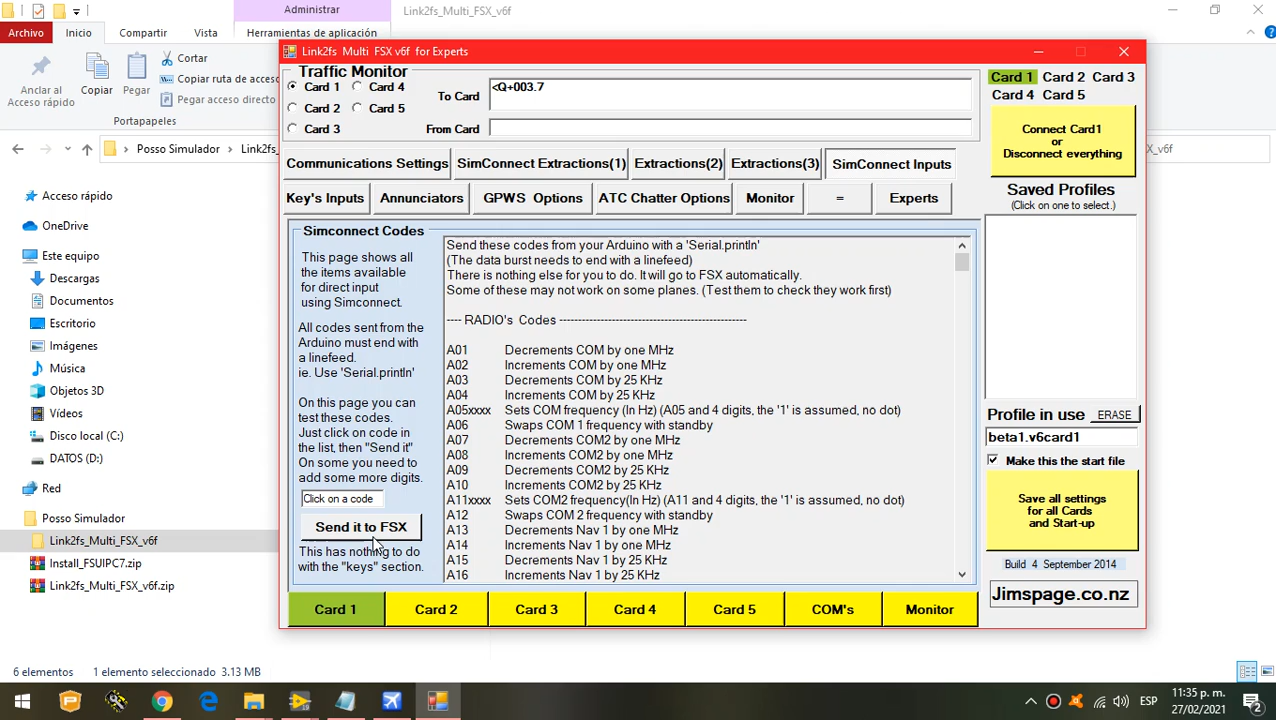 Administrar
Link2fs_Multi_FSX_v6f
Archivo
Inicio
Compartir
Vista
Herramientas de aplicación
Anclar al
Acceso rápido
Copiar
Pegar
Cortar
Copiar ruta de acceso
Pegar acceso directo
Portapapeles
Posso Simulador
Link2fs_
_v6f
Acceso rápido
OneDrive
Este equipo
Descargas
Documentos
Escritorio
Imágenes
Música
Objetos 3D
Vídeos
Disco local (C:)
DATOS (D:)
Red
Posso Simulador
Link2fs_Multi_FSX_v6f
Install_FSUIPC7.zip
Link2fs_Multi_FSX_v6f.zip
6 elementos
1 elemento seleccionado 3.13 MB
Link2fs Multi FSX v6f for Experts
Traffic Monitor
Card 1
Card 4
Card 2
Card 5
Card 3
To Card
<Q+003.7
From Card
Communications Settings
SimConnect Extractions(1)
Extractions(2)
Extractions(3)
SimConnect Inputs
Key's Inputs
Annunciators
GPWS Options
ATC Chatter Options
Monitor
=
Experts
Simconnect Codes
This page shows all
the items available
for direct input
using Simconnect.
All codes sent from the
Arduino must end with
a linefeed.
ie. Use 'Serial.println'
On this page you can
test these codes.
Just click on code in
the list, then "Send it"
On some you need to
add some more digits.
Click on a code
Send it to FSX
This has nothing to do
with the "keys" section.
Send these codes from your Arduino with a 'Serial.println'
(The data burst needs to end with a linefeed)
There is nothing else for you to do. It will go to FSX automatically.
Some of these may not work on some planes. (Test them to check they work first)
---- RADIO's Codes --------------------------------------------------
A01 Decrements COM by one MHz
A02 Increments COM by one MHz
A03 Decrements COM by 25 KHz
A04 Increments COM by 25 KHz
A05xxxx Sets COM frequency (In Hz) (A05 and 4 digits, the '1' is assumed, no dot)
A06 Swaps COM 1 frequency with standby
A07 Decrements COM2 by one MHz
A08 Increments COM2 by one MHz
A09 Decrements COM2 by 25 KHz
A10 Increments COM2 by 25 KHz
A11xxxx Sets COM2 frequency(In Hz) (A11 and 4 digits, the '1' is assumed, no dot)
A12 Swaps COM 2 frequency with standby
A13 Decrements Nav 1 by one MHz
A14 Increments Nav 1 by one MHz
A15 Decrements Nav 1 by 25 KHz
A16 Increments Nav 1 by 25 KHz
Card 1
Card 2
Card 3
Card 4
Card 5
COM's
Monitor
Card 1 Card 2 Card 3
Card 4 Card 5
Connect Card1
or
Disconnect everything
Saved Profiles
(Click on one to select.)
Profile in use
ERASE
beta1.v6card1
Make this the start file
Save all settings
for all Cards
and Start-up
Build 4 September 2014
Jimspage.co.nz
ESP
11:35 p. m.
27/02/2021
2